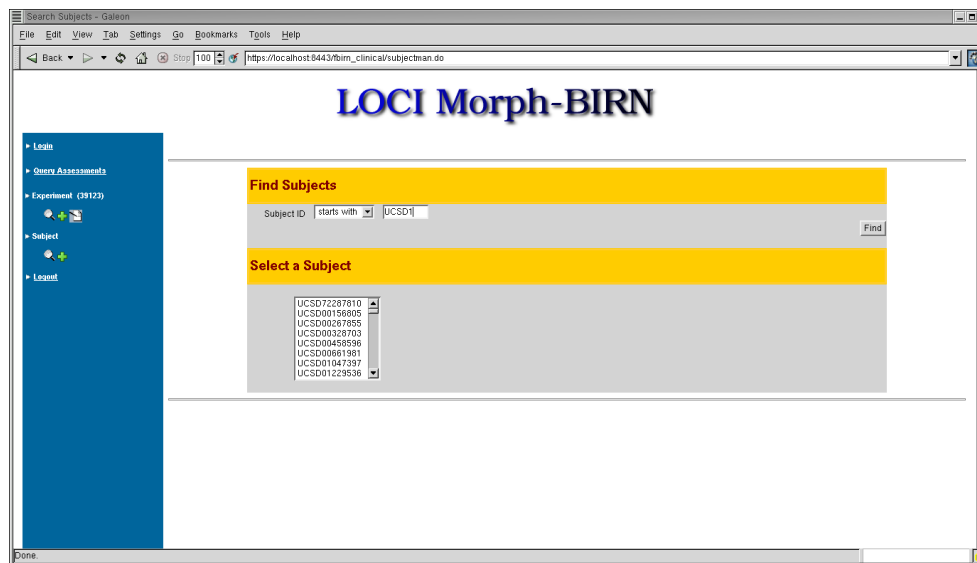 Search Subjects - Galeon
File Edit View Tab Settings Go Bookmarks Tools Help
Back Stop 100 https://localhost:8443/fbirn_clinical/subjectman.do
LOCI Morph-BIRN
Login
Query Assessments
Experiment (39123)
Subject
Logout
Find Subjects
Subject ID starts with UCSD1
Find
Select a Subject
UCSD72287810
UCSD00156805
UCSD00267855
UCSD00328703
UCSD00458596
UCSD00661981
UCSD01047397
UCSD01229536
Done.